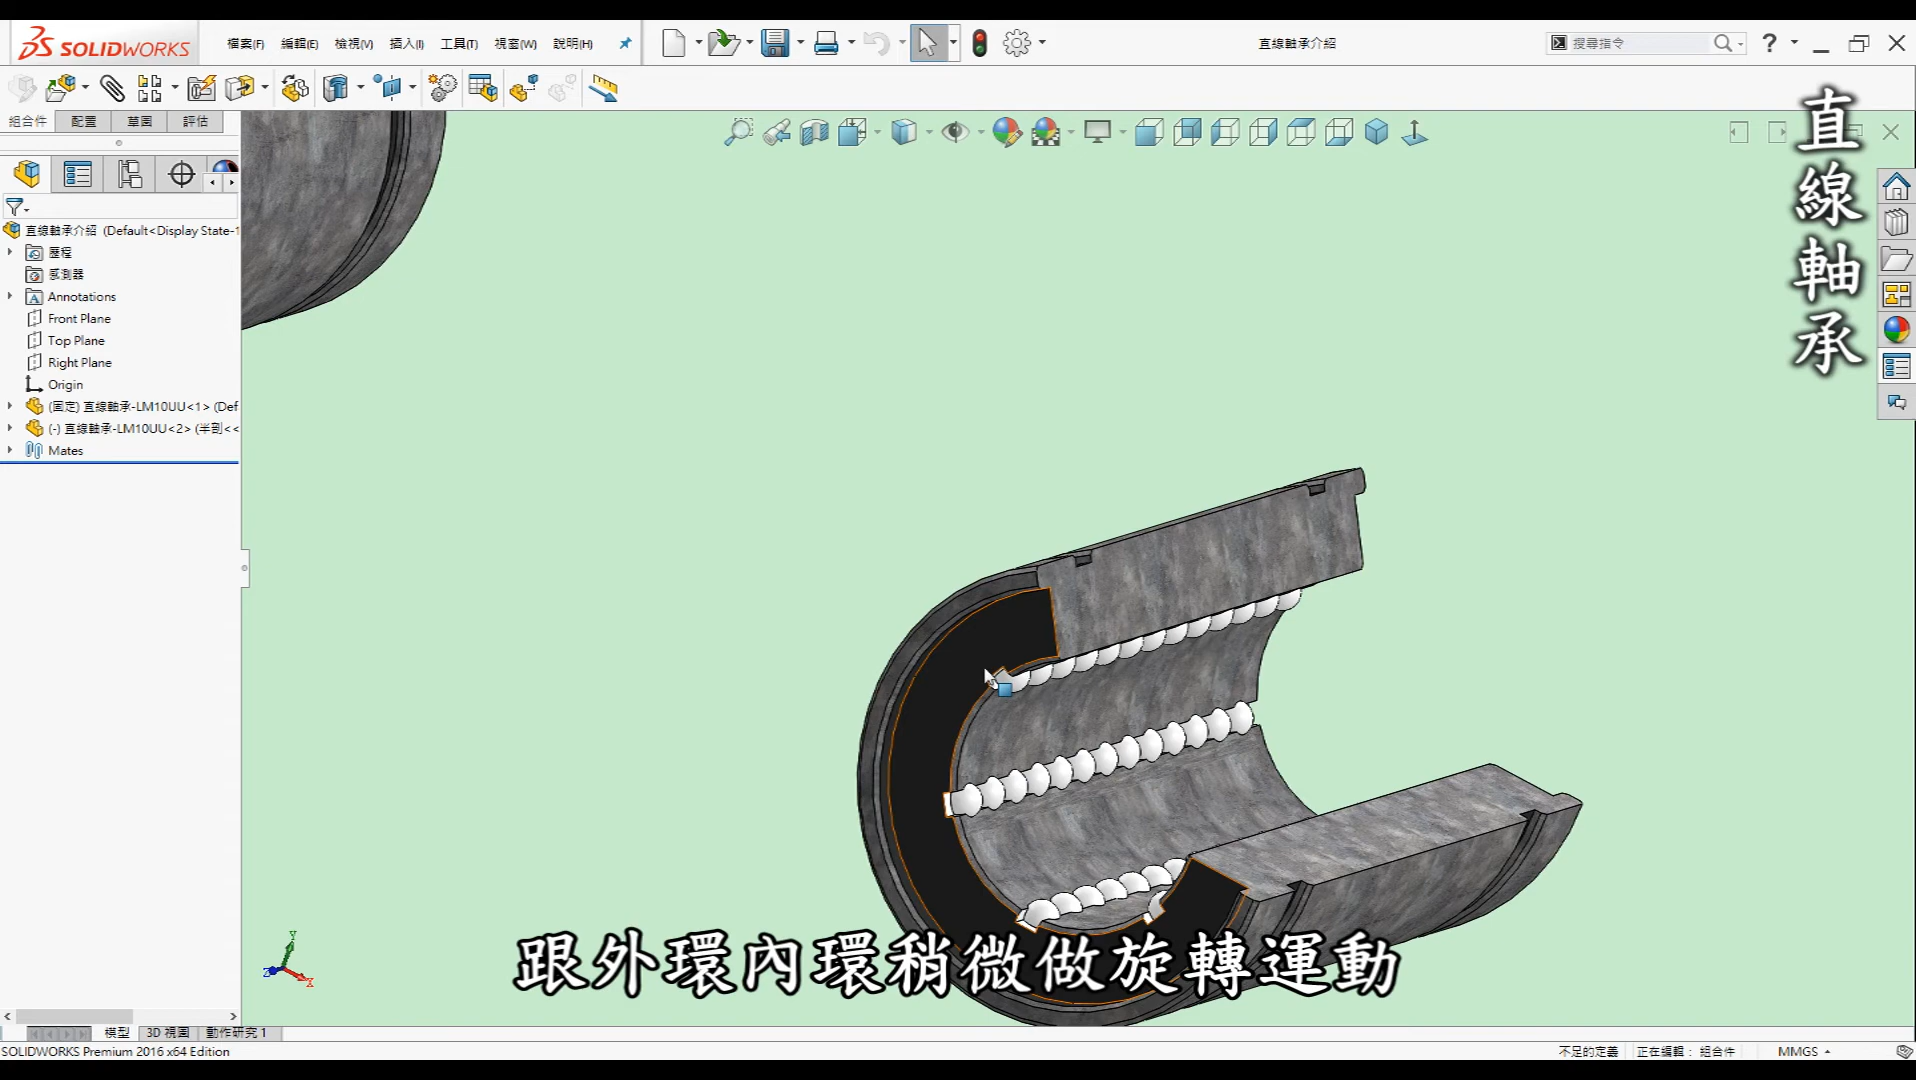 SOLIDWORKS
檔案(F) 編輯(E) 檢視(V) 插入(I) 工具(T) 視窗(W) 說明(H)
直線軸承介紹
搜尋指令
?
組合件 配置 草圖 評估
直線軸承
直線軸承介紹 (Default<Display State-1
歷程
感測器
A Annotations
Front Plane
Top Plane
Right Plane
Origin
(固定) 直線軸承-LM10UU<1> (Def
(-) 直線軸承-LM10UU<2> (半剖<<
Mates
跟外環內環稍微做旋轉運動
Y
Z
X
模型 3D 視圖 動作研究 1
SOLIDWORKS Premium 2016 x64 Edition
不足的定義 正在編輯： 組合件 MMGS